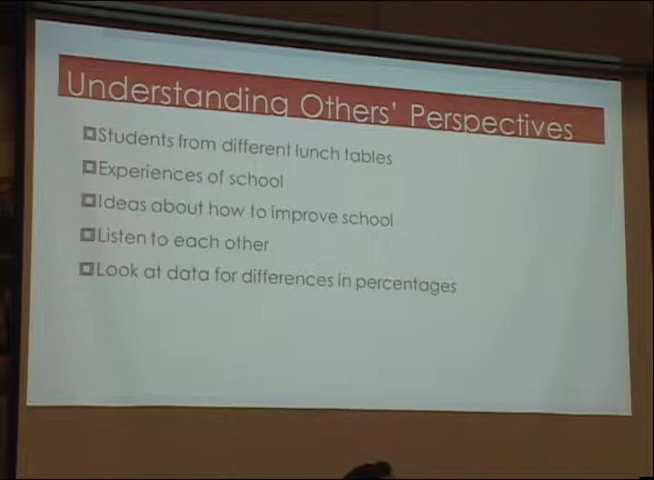 Understanding Others' Perspectives
Students from different lunch tables
Experiences of school
Ideas about how to improve school
Listen to each other
Look at data for differences in percentages